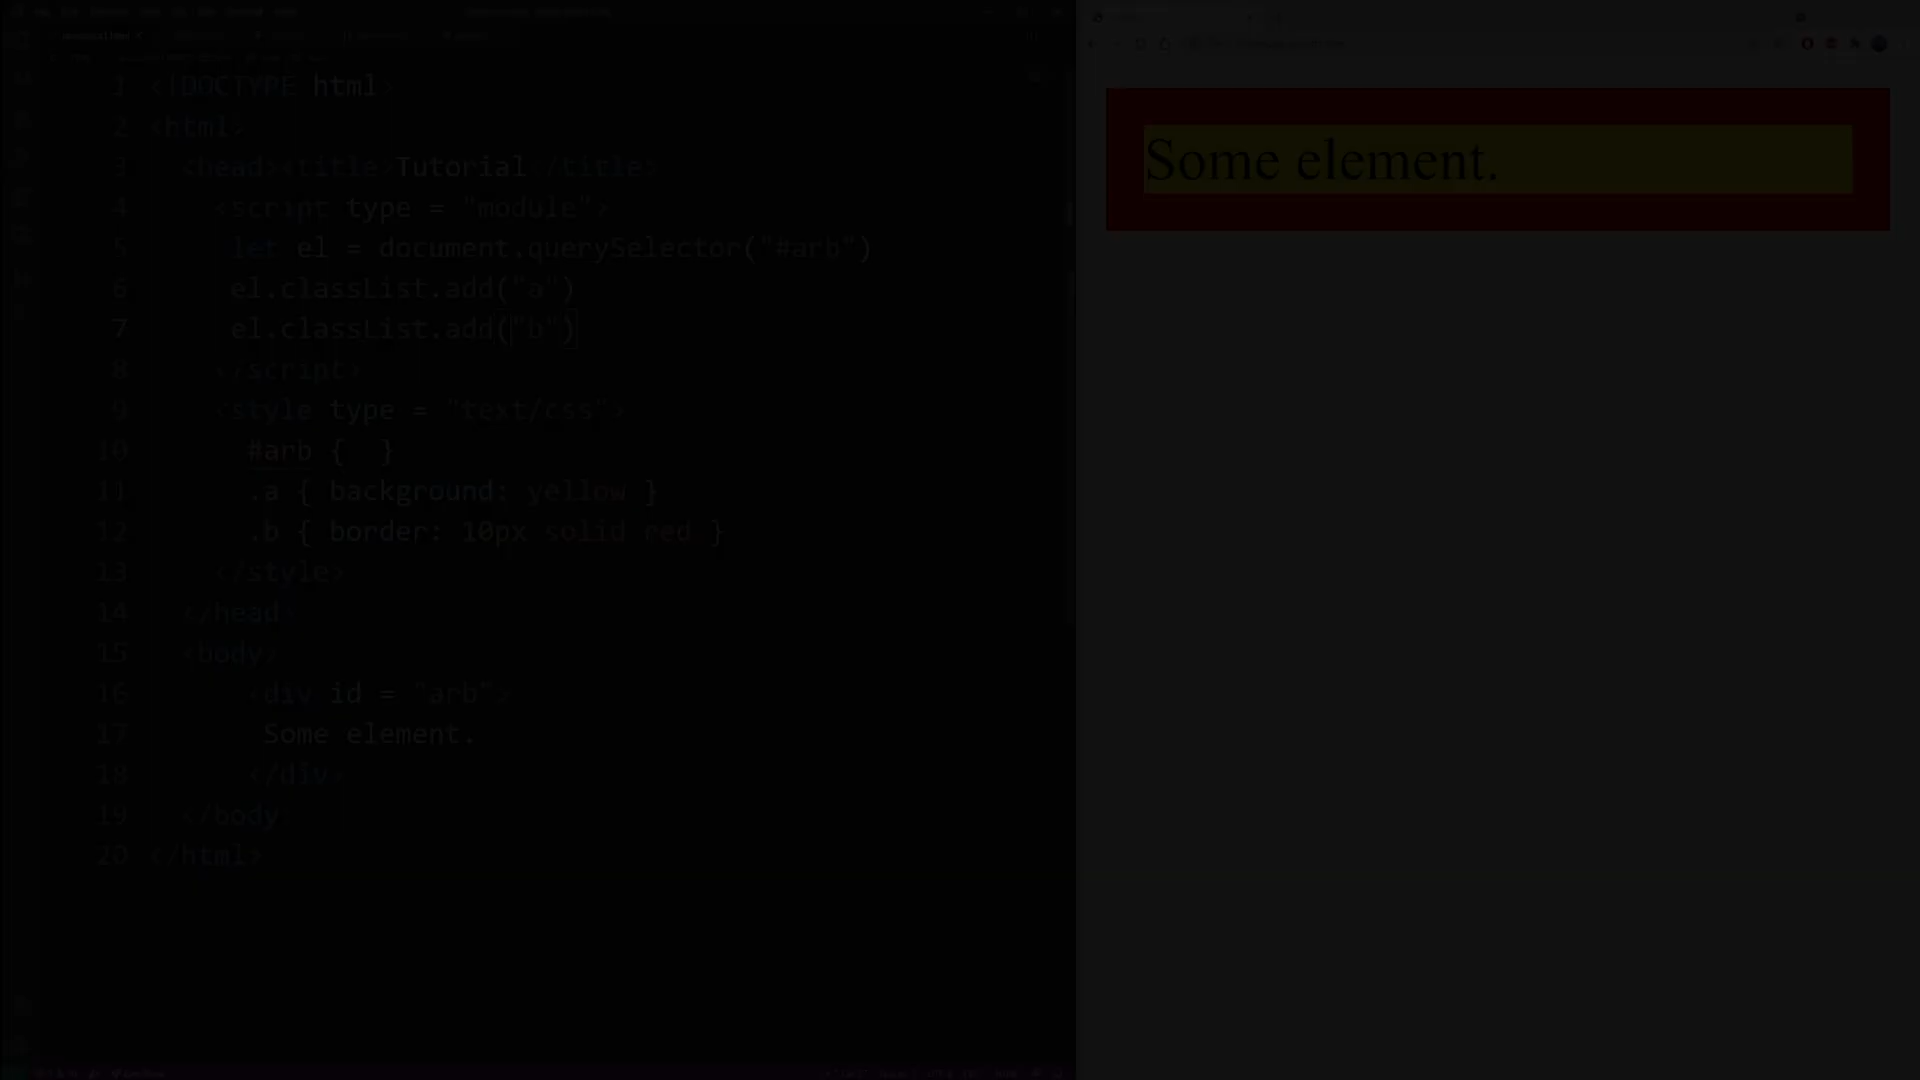 1 <!DOCTYPE html>
2 <html>
3 <head><title>Tutorial</title>
4 <script type = "module">
5 let el = document.querySelector("#arb")
6 el.classList.add("a")
7 el.classList.add("b")
8 </script>
9 <style type = "text/css">
10 #arb {  }
11 .a { background: yellow }
12 .b { border: 10px solid red }
13 </style>
14 </head>
15 <body>
16 <div id = "arb">
17 Some element.
18 </div>
19 </body>
20 </html>
Some element.